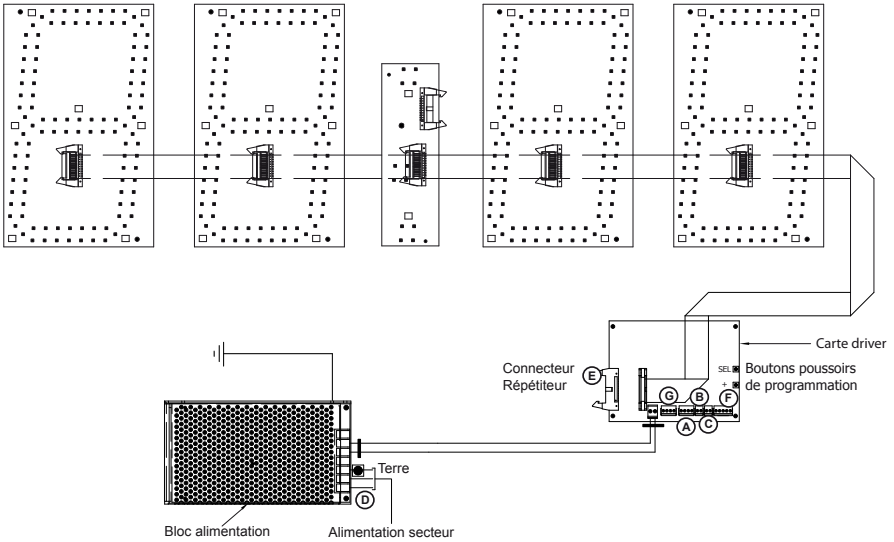 Carte driver
SEL
Boutons poussoirs
+
de programmation
Connecteur
Répétiteur
E
G
B
F
A
C
Terre
D
Bloc alimentation
Alimentation secteur